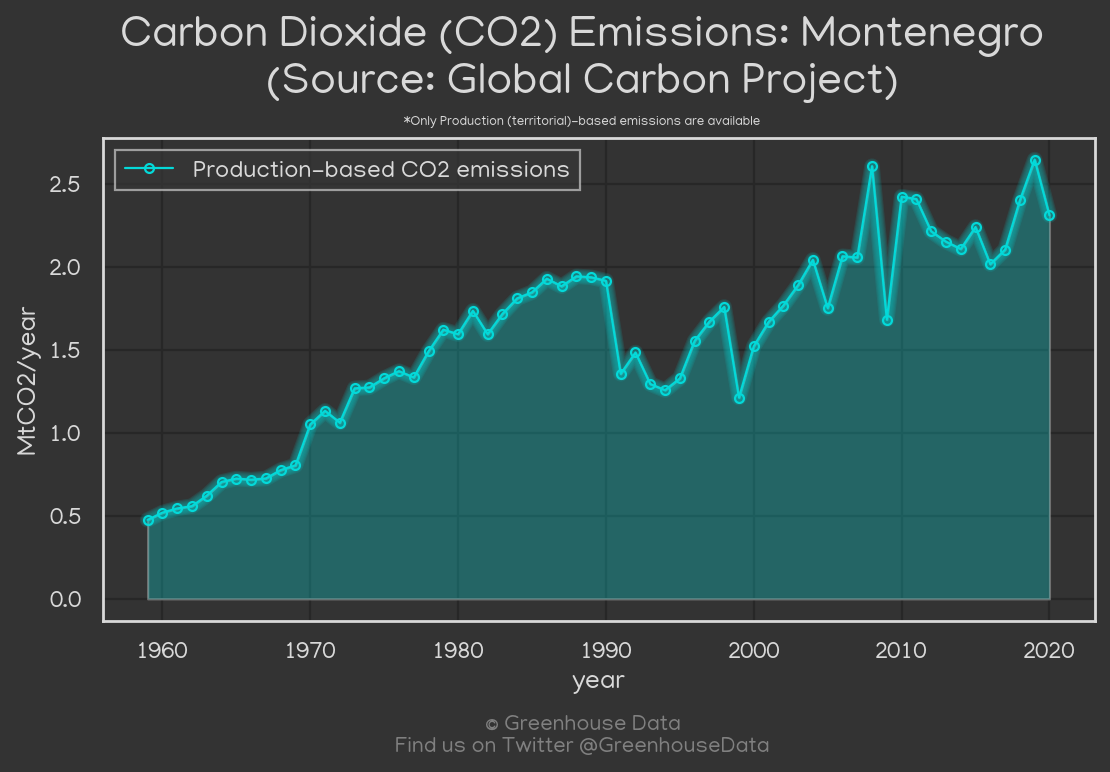 Carbon Dioxide (CO2) Emissions: Montenegro
(Source: Global Carbon Project)
*Only Production (territorial)-based emissions are available
Production-based CO2 emissions
2.5
2.0
1.5
1.0
0.5
0.0
MtCO2/year
1960 1970 1980 1990 2000 2010 2020
year
© Greenhouse Data
Find us on Twitter @GreenhouseData